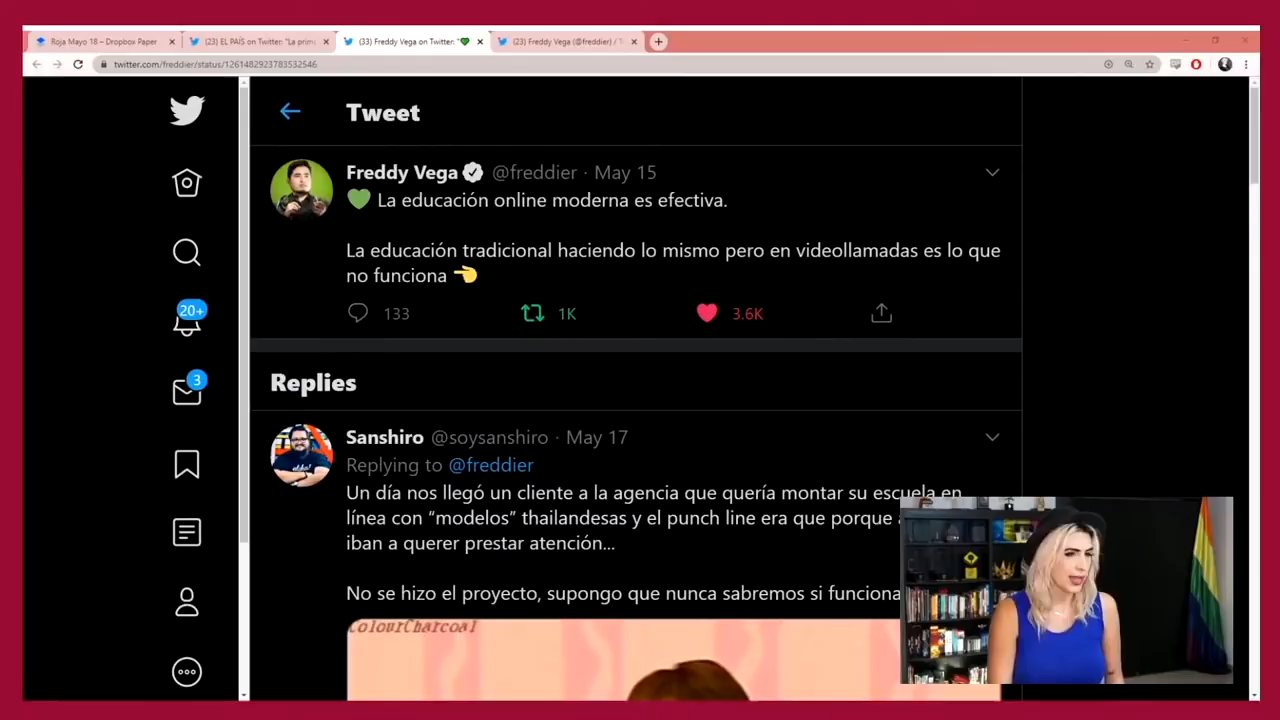 Roja Mayo 18 – Dropbox Paper
(23) EL PAÍS on Twitter: "La prim
(33) Freddy Vega on Twitter: "💚
(23) Freddy Vega (@freddier) / T
twitter.com/freddier/status/1261482923783532546
Tweet
Freddy Vega @freddier · May 15
💚 La educación online moderna es efectiva.
La educación tradicional haciendo lo mismo pero en videollamadas es lo que
no funciona 👈
133 1K 3.6K
20+
3
Replies
Sanshiro @soysanshiro · May 17
Replying to @freddier
Un día nos llegó un cliente a la agencia que quería montar su escuela en
línea con “modelos” thailandesas y el punch line era que porque
iban a querer prestar atención...
No se hizo el proyecto, supongo que nunca sabremos si funciona
ColourCharcoal